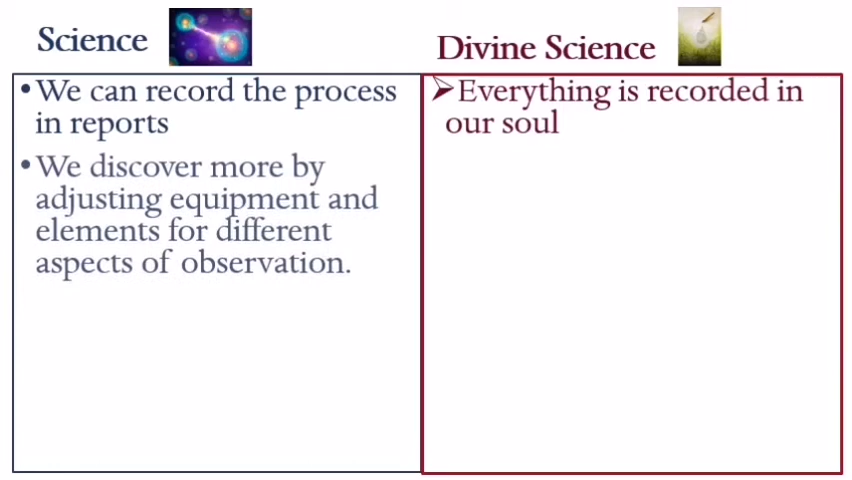 Science
• We can record the process
in reports
• We discover more by
adjusting equipment and
elements for different
aspects of observation.
Divine Science
➢ Everything is recorded in
our soul